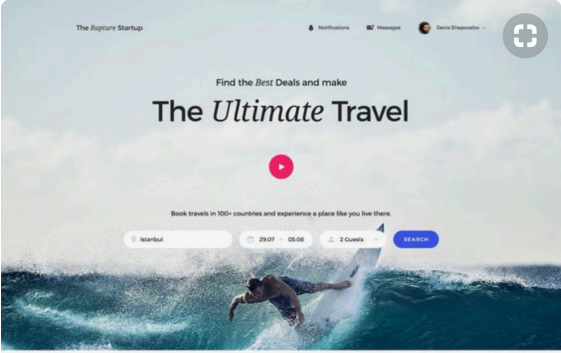 The Rapture Startup
Notifications
Messages
Denis Shepovalov
Find the Best Deals and make
The Ultimate Travel
Book travels in 100+ countries and experience a place like you live there.
Istanbul
29.07 - 05.08
2 Guests
SEARCH